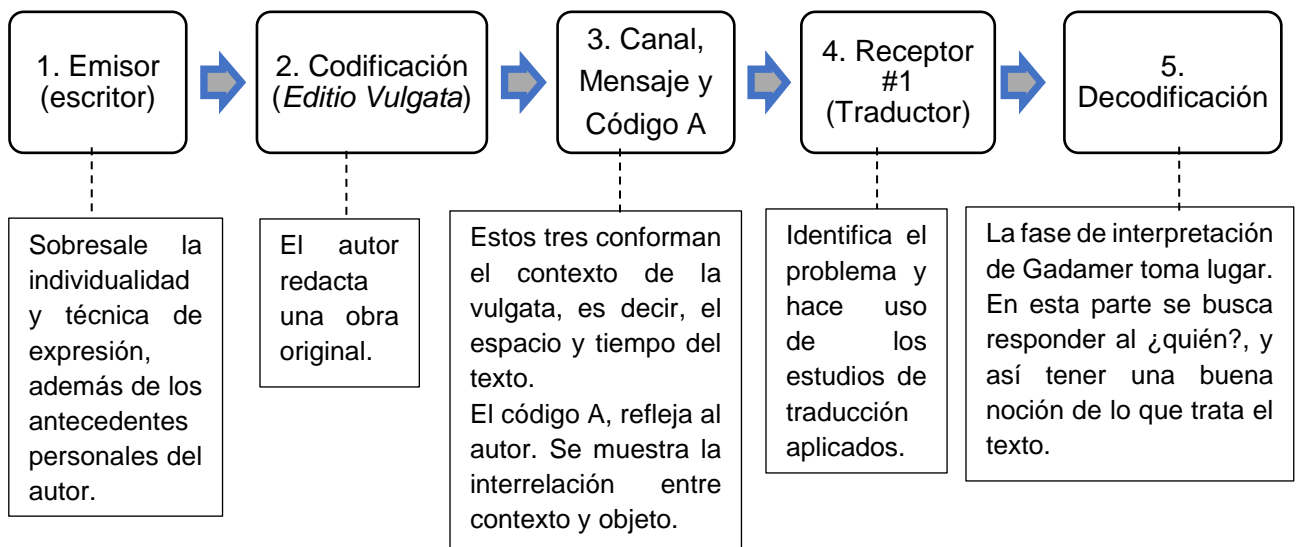 1. Emisor
(escritor)
2. Codificación
(Editio Vulgata)
3. Canal,
Mensaje y
Código A
4. Receptor
#1
(Traductor)
5.
Decodificación
Sobresale la
individualidad
y técnica de
expresión,
además de los
antecedentes
personales del
autor.
El autor
redacta
una obra
original.
Estos tres conforman
el contexto de la
vulgata, es decir, el
espacio y tiempo del
texto.
El código A, refleja al
autor. Se muestra la
interrelación entre
contexto y objeto.
Identifica el
problema y
hace uso
de los
estudios de
traducción
aplicados.
La fase de interpretación
de Gadamer toma lugar.
En esta parte se busca
responder al ¿quién?, y
así tener una buena
noción de lo que trata el
texto.